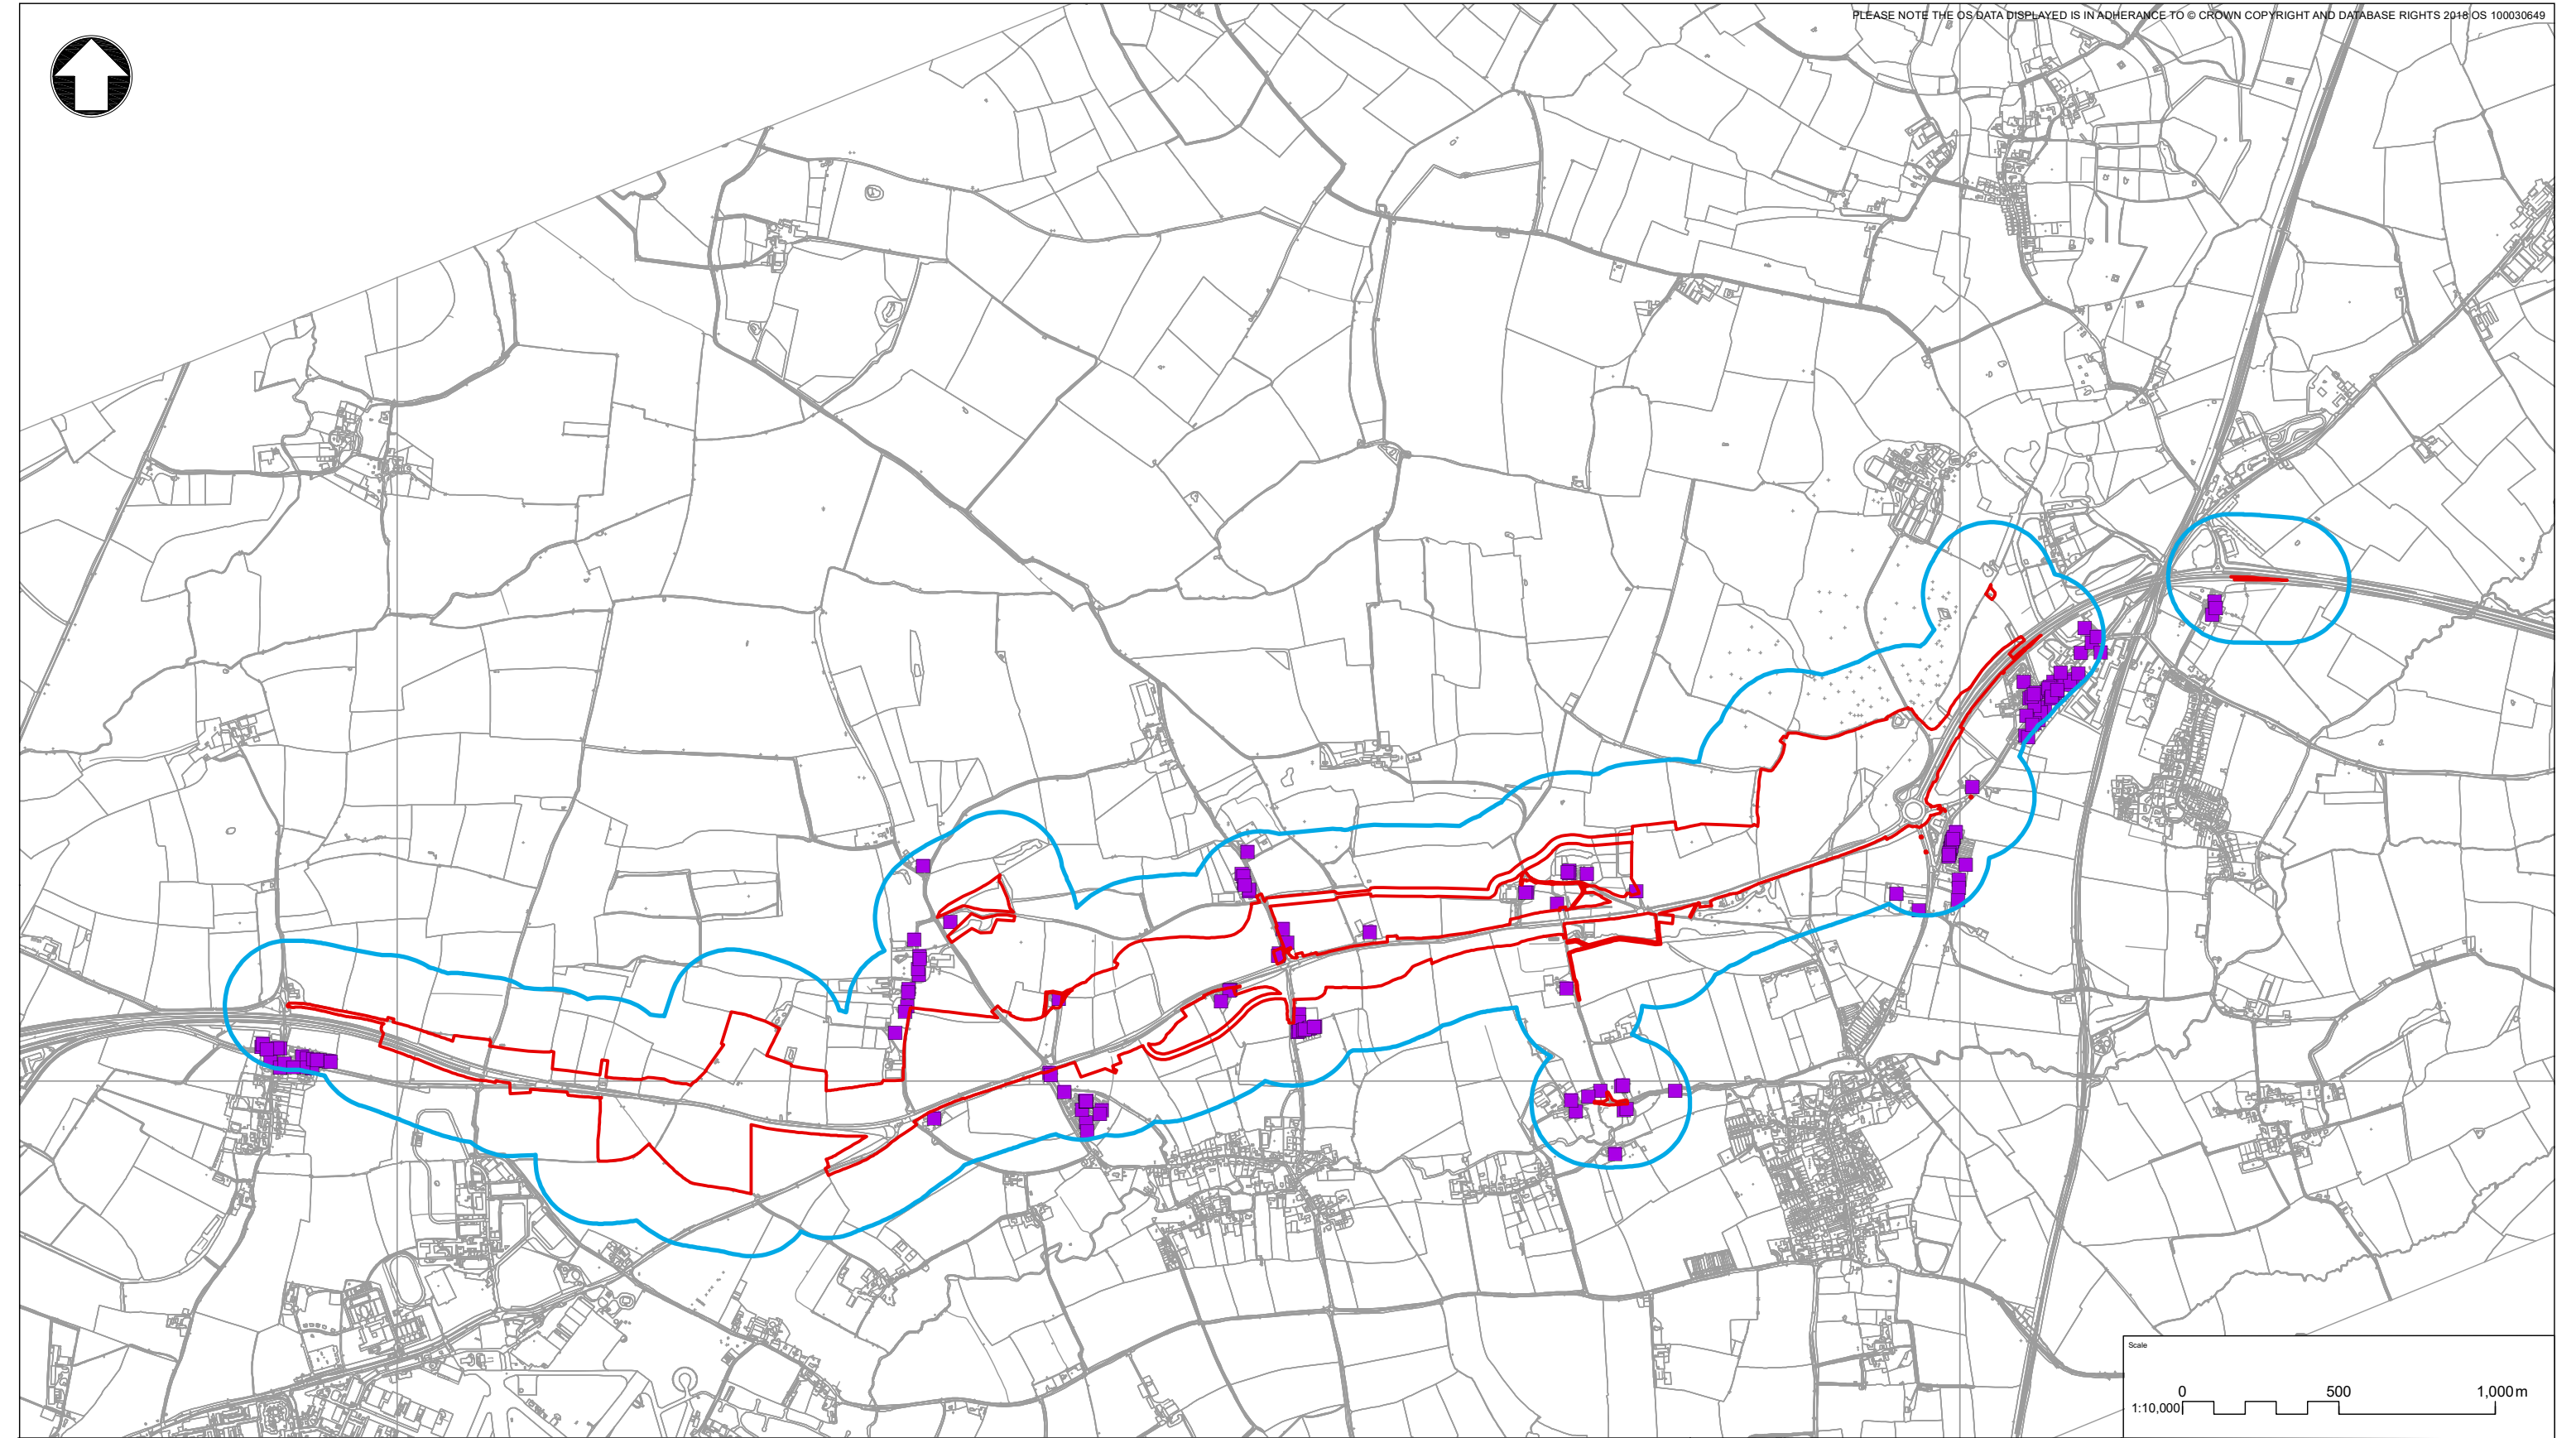 PLEASE NOTE THE OS DATA DISPLAYED IS IN ADHERANCE TO © CROWN COPYRIGHT AND DATABASE RIGHTS 2018 OS 100030649
Scale
0 500 1,000 m
1:10,000